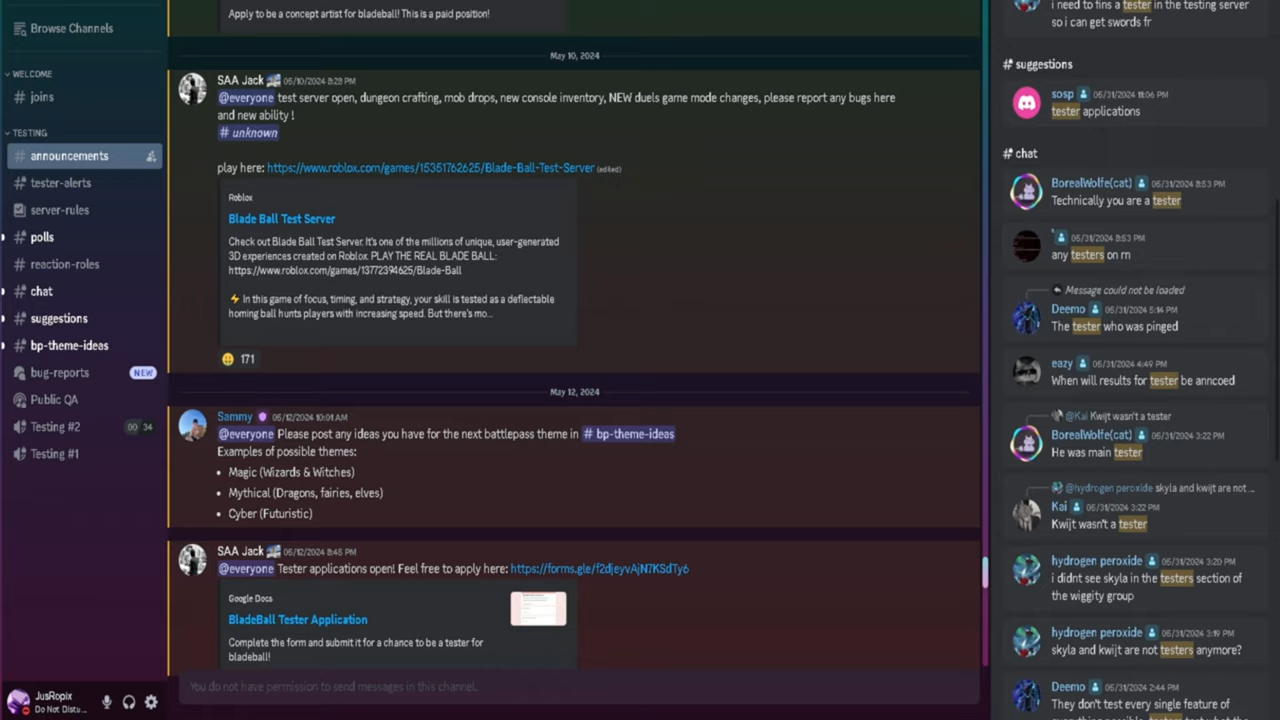 Browse Channels
WELCOME
# joins
TESTING
announcements
# tester-alerts
server-rules
# polls
# reaction-roles
# chat
# suggestions
# bp-theme-ideas
bug-reports NEW
Public QA
Testing #2 00 34
Testing #1
JusRopix
Do Not Distu...
Apply to be a concept artist for bladeball! This is a paid position!
May 10, 2024
SAA Jack 05/10/2024 8:28 PM
@everyone test server open, dungeon crafting, mob drops, new console inventory, NEW duels game mode changes, please report any bugs here
and new ability !
# unknown
play here: https://www.roblox.com/games/15351762625/Blade-Ball-Test-Server (edited)
Roblox
Blade Ball Test Server
Check out Blade Ball Test Server. It's one of the millions of unique, user-generated
3D experiences created on Roblox. PLAY THE REAL BLADE BALL:
https://www.roblox.com/games/13772394625/Blade-Ball
⚡ In this game of focus, timing, and strategy, your skill is tested as a deflectable
homing ball hunts players with increasing speed. But there's mo...
171
May 12, 2024
Sammy 05/12/2024 10:01 AM
@everyone Please post any ideas you have for the next battlepass theme in # bp-theme-ideas
Examples of possible themes:
• Magic (Wizards & Witches)
• Mythical (Dragons, fairies, elves)
• Cyber (Futuristic)
SAA Jack 05/12/2024 8:45 PM
@everyone Tester applications open! Feel free to apply here: https://forms.gle/f2djeyvAjN7KSdTy6
Google Docs
BladeBall Tester Application
Complete the form and submit it for a chance to be a tester for
bladeball!
You do not have permission to send messages in this channel.
i need to fins a tester in the testing server
so i can get swords fr
# suggestions
sosp 05/31/2024 11:06 PM
tester applications
# chat
BorealWolfe(cat) 05/31/2024 8:53 PM
Technically you are a tester
05/31/2024 8:53 PM
any testers on rn
Message could not be loaded
Deemo 05/31/2024 5:14 PM
The tester who was pinged
eazy 05/31/2024 4:49 PM
When will results for tester be anncoed
@Kai Kwijt wasn't a tester
BorealWolfe(cat) 05/31/2024 3:22 PM
He was main tester
@hydrogen peroxide skyla and kwijt are not ...
Kai 05/31/2024 3:22 PM
Kwijt wasn't a tester
hydrogen peroxide 05/31/2024 3:20 PM
i didnt see skyla in the testers section of
the wiggity group
hydrogen peroxide 05/31/2024 3:19 PM
skyla and kwijt are not testers anymore?
Deemo 05/31/2024 2:44 PM
They don't test every single feature of